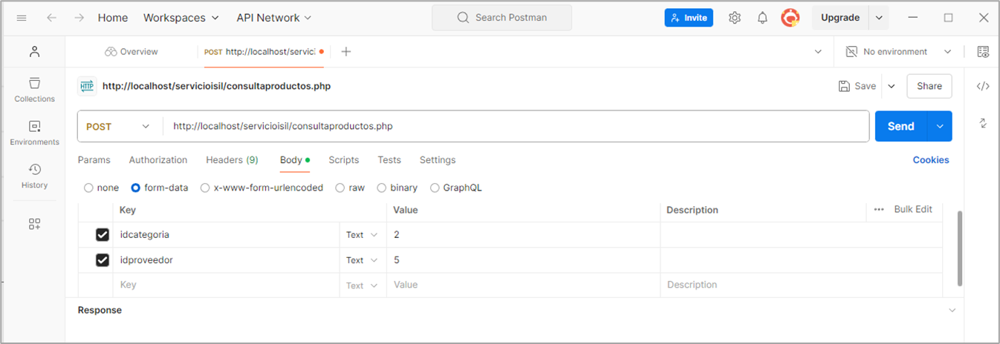 Home Workspaces API Network Search Postman Invite Upgrade
Overview POST http://localhost/servic No environment
HTTP http://localhost/servicioisil/consultaproductos.php Save Share
Collections
POST http://localhost/servicioisil/consultaproductos.php Send
Environments
Params Authorization Headers (9) Body Scripts Tests Settings Cookies
History
none form-data x-www-form-urlencoded raw binary GraphQL
Key Value Description Bulk Edit
idcategoria Text 2
idproveedor Text 5
Key Text Value Description
Response